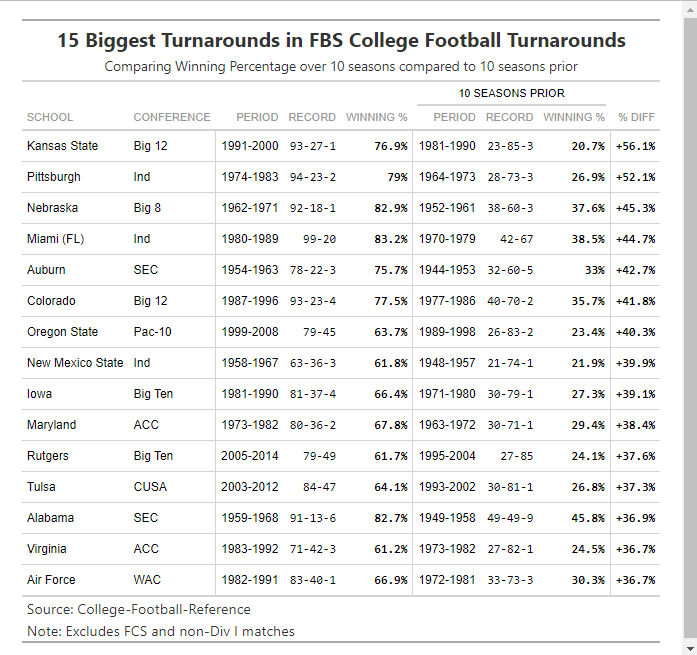 15 Biggest Turnarounds in FBS College Football Turnarounds
Comparing Winning Percentage over 10 seasons compared to 10 seasons prior
10 SEASONS PRIOR
SCHOOL CONFERENCE PERIOD RECORD WINNING % PERIOD RECORD WINNING % % DIFF
Kansas State Big 12 1991-2000 93-27-1 76.9% 1981-1990 23-85-3 20.7% +56.1%
Pittsburgh Ind 1974-1983 94-23-2 79% 1964-1973 28-73-3 26.9% +52.1%
Nebraska Big 8 1962-1971 92-18-1 82.9% 1952-1961 38-60-3 37.6% +45.3%
Miami (FL) Ind 1980-1989 99-20 83.2% 1970-1979 42-67 38.5% +44.7%
Auburn SEC 1954-1963 78-22-3 75.7% 1944-1953 32-60-5 33% +42.7%
Colorado Big 12 1987-1996 93-23-4 77.5% 1977-1986 40-70-2 35.7% +41.8%
Oregon State Pac-10 1999-2008 79-45 63.7% 1989-1998 26-83-2 23.4% +40.3%
New Mexico State Ind 1958-1967 63-36-3 61.8% 1948-1957 21-74-1 21.9% +39.9%
Iowa Big Ten 1981-1990 81-37-4 66.4% 1971-1980 30-79-1 27.3% +39.1%
Maryland ACC 1973-1982 80-36-2 67.8% 1963-1972 30-71-1 29.4% +38.4%
Rutgers Big Ten 2005-2014 79-49 61.7% 1995-2004 27-85 24.1% +37.6%
Tulsa CUSA 2003-2012 84-47 64.1% 1993-2002 30-81-1 26.8% +37.3%
Alabama SEC 1959-1968 91-13-6 82.7% 1949-1958 49-49-9 45.8% +36.9%
Virginia ACC 1983-1992 71-42-3 61.2% 1973-1982 27-82-1 24.5% +36.7%
Air Force WAC 1982-1991 83-40-1 66.9% 1972-1981 33-73-3 30.3% +36.7%
Source: College-Football-Reference
Note: Excludes FCS and non-Div I matches